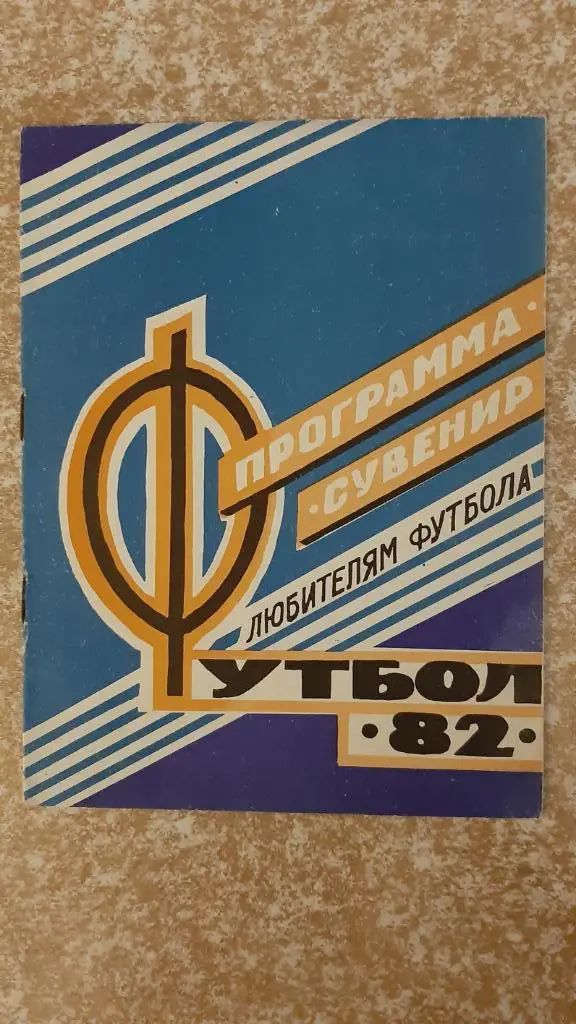 ПРОГРАММА
СУВЕНИР
ЛЮБИТЕЛЯМ ФУТБОЛА
ФУТБОЛ
·82·